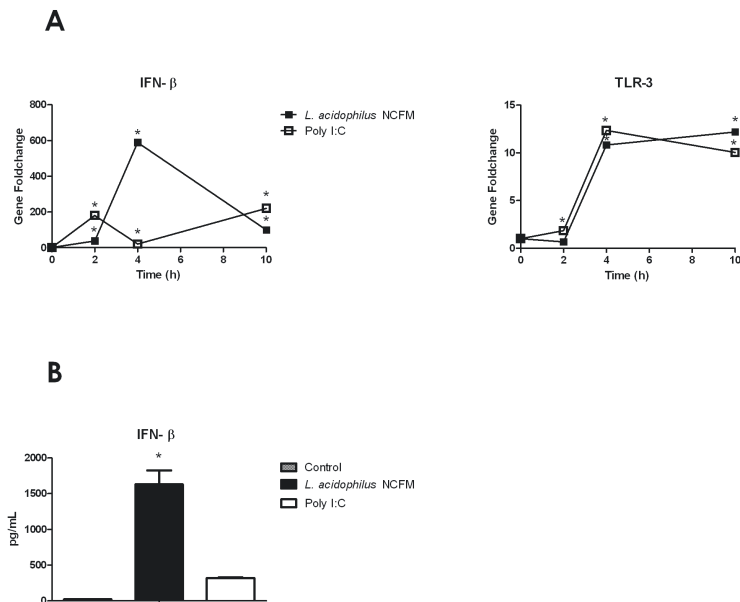 A
IFN- β
TLR-3
L. acidophilus NCFM
Poly I:C
Gene Foldchange
800
600
400
200
0
0 2 4 6 8 10
Time (h)
* * * * * *
Gene Foldchange
15
10
5
0
0 2 4 6 8 10
Time (h)
* * * * *
B
IFN- β
Control
L. acidophilus NCFM
Poly I:C
pg/mL
2000
1500
1000
500
0
*